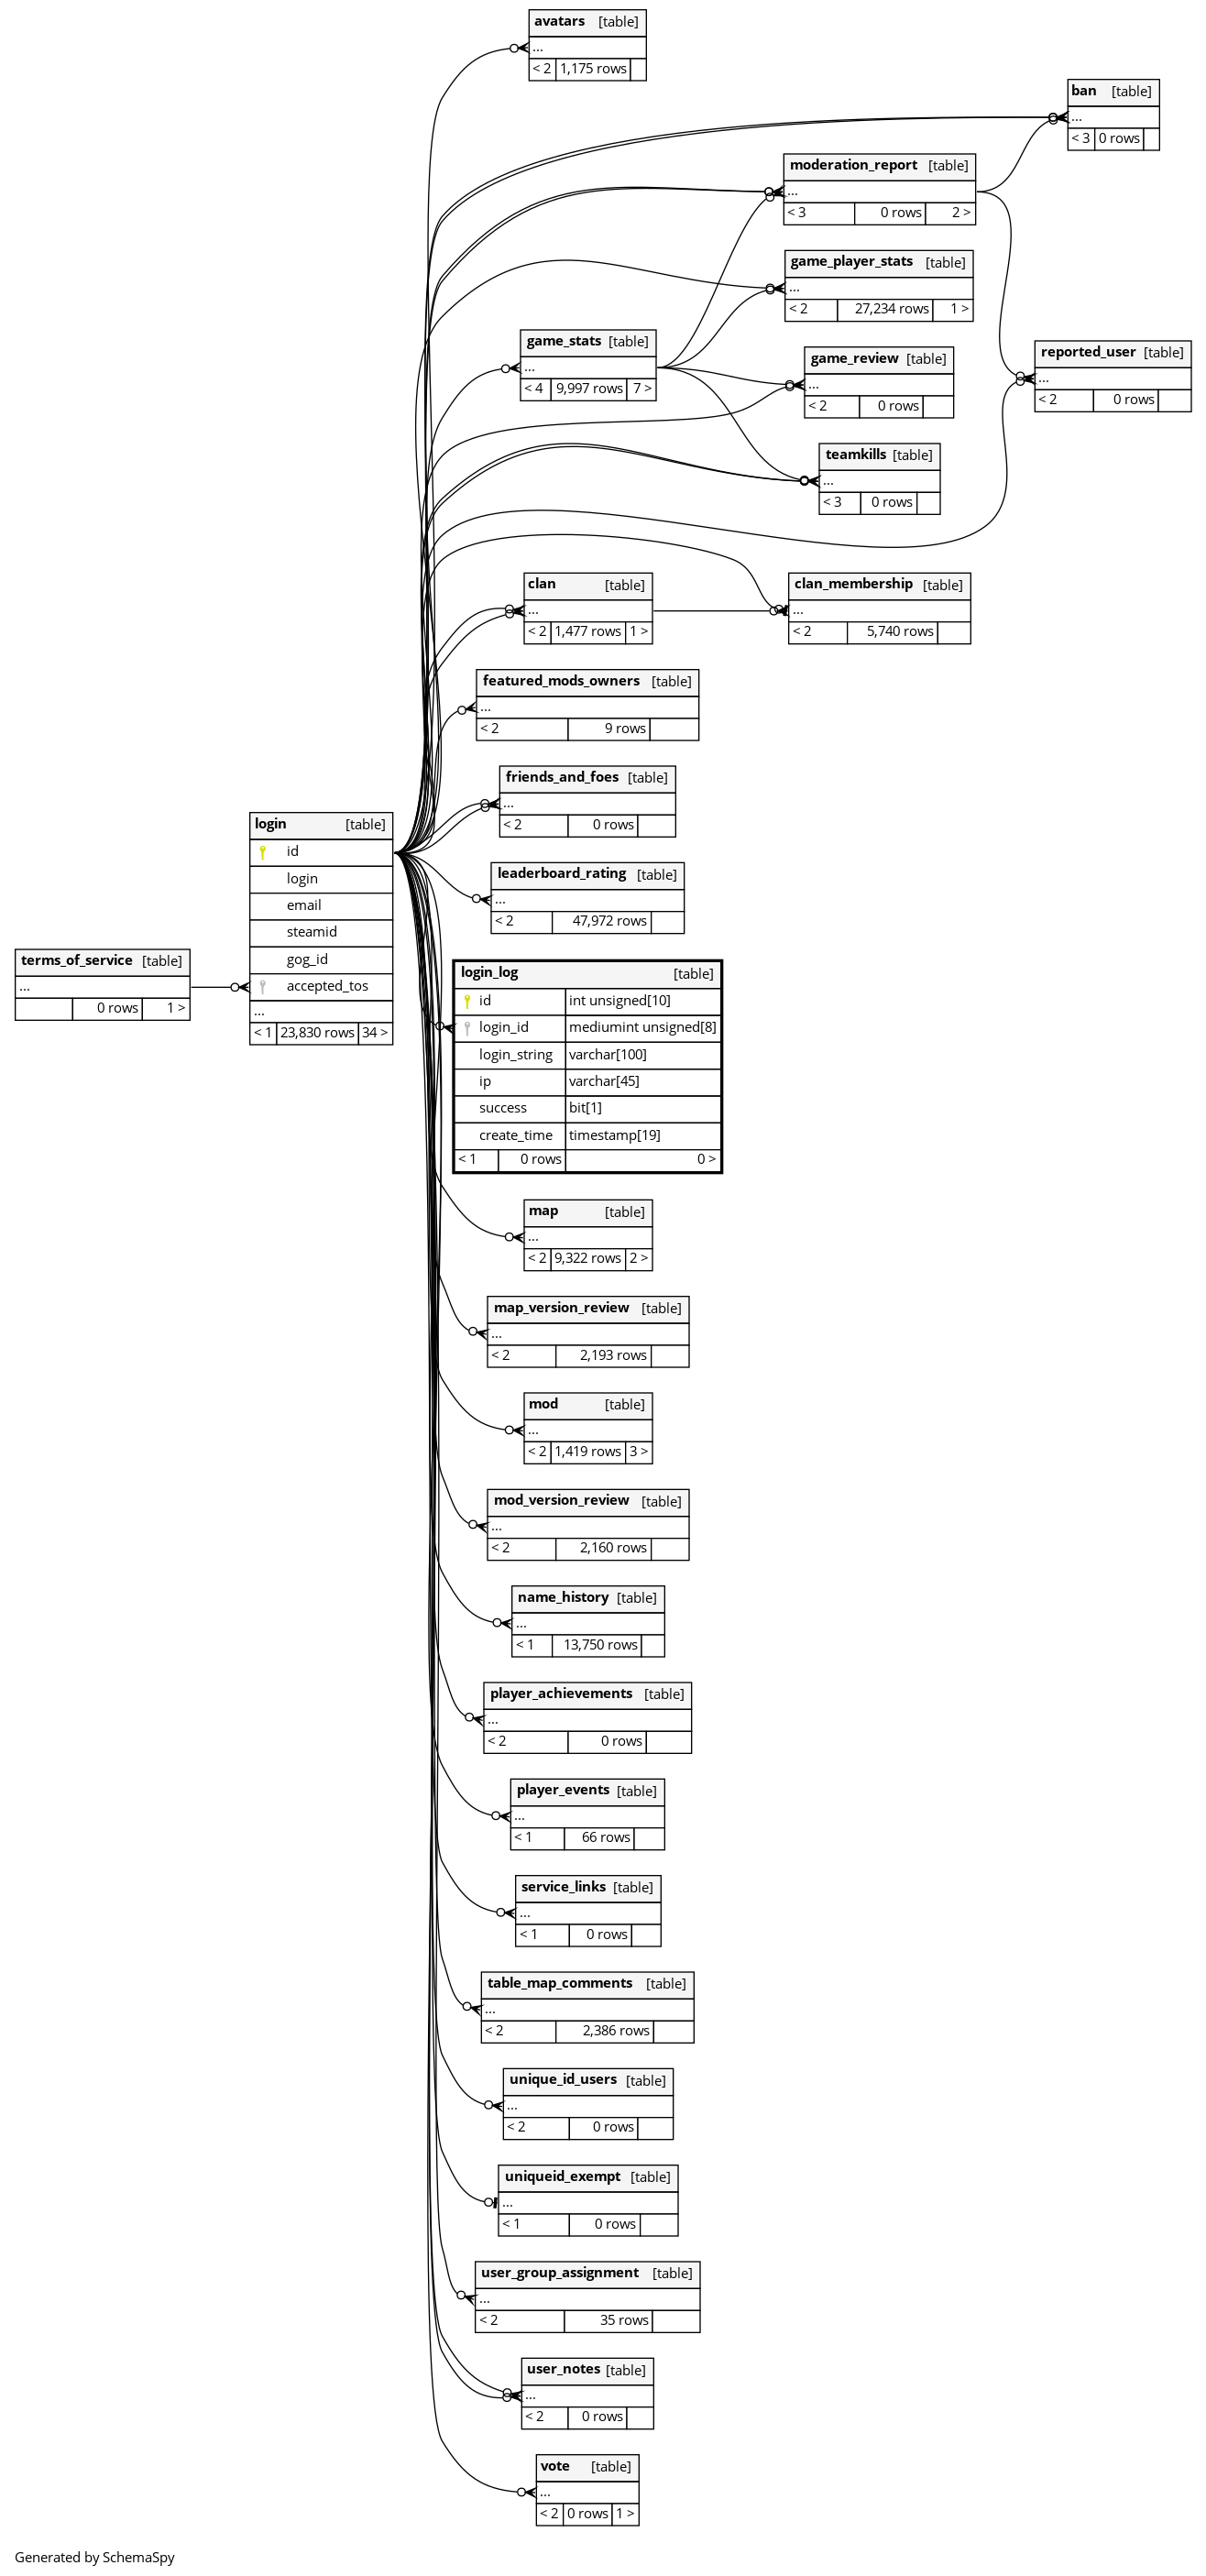 avatars [table]
...
< 2 1,175 rows
ban [table]
...
< 3 0 rows
moderation_report [table]
...
< 3 0 rows 2 >
game_player_stats [table]
...
< 2 27,234 rows 1 >
game_stats [table]
...
< 4 9,997 rows 7 >
game_review [table]
...
< 2 0 rows
reported_user [table]
...
< 2 0 rows
teamkills [table]
...
< 3 0 rows
clan [table]
...
< 2 1,477 rows 1 >
clan_membership [table]
...
< 2 5,740 rows
featured_mods_owners [table]
...
< 2 9 rows
friends_and_foes [table]
...
< 2 0 rows
login [table]
id
login
email
steamid
gog_id
accepted_tos
...
< 1 23,830 rows 34 >
leaderboard_rating [table]
...
< 2 47,972 rows
terms_of_service [table]
...
0 rows 1 >
login_log [table]
id int unsigned[10]
login_id mediumint unsigned[8]
login_string varchar[100]
ip varchar[45]
success bit[1]
create_time timestamp[19]
< 1 0 rows 0 >
map [table]
...
< 2 9,322 rows 2 >
map_version_review [table]
...
< 2 2,193 rows
mod [table]
...
< 2 1,419 rows 3 >
mod_version_review [table]
...
< 2 2,160 rows
name_history [table]
...
< 1 13,750 rows
player_achievements [table]
...
< 2 0 rows
player_events [table]
...
< 1 66 rows
service_links [table]
...
< 1 0 rows
table_map_comments [table]
...
< 2 2,386 rows
unique_id_users [table]
...
< 2 0 rows
uniqueid_exempt [table]
...
< 1 0 rows
user_group_assignment [table]
...
< 2 35 rows
user_notes [table]
...
< 2 0 rows
vote [table]
...
< 2 0 rows 1 >
Generated by SchemaSpy